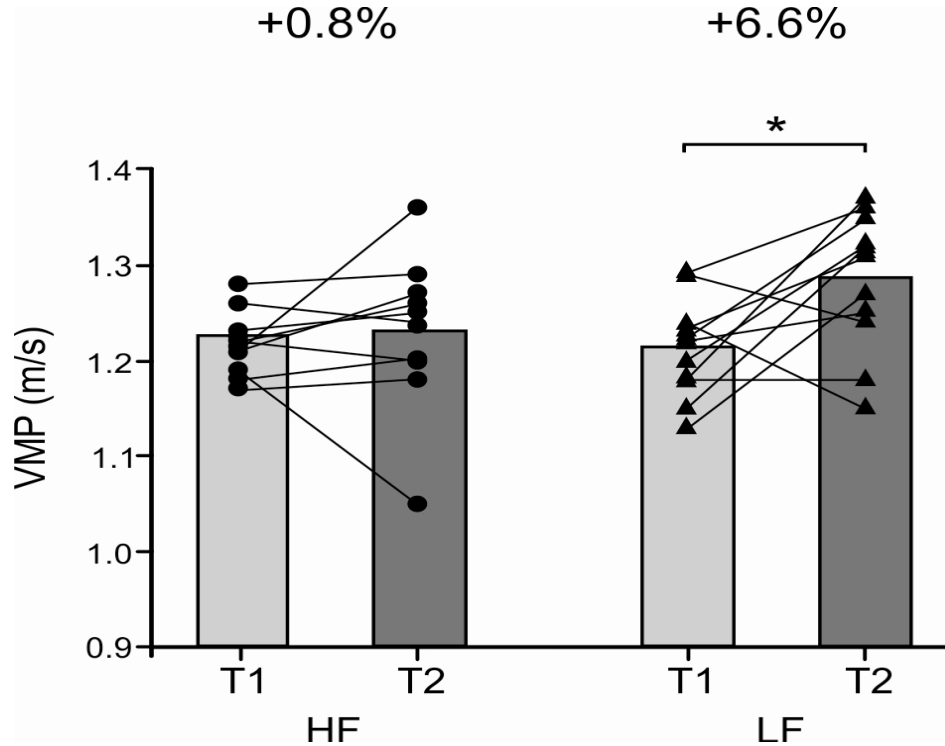 +0.8% +6.6%
*
1.4
1.3
1.2
1.1
1.0
0.9
VMP (m/s)
T1 T2 T1 T2
HF LF